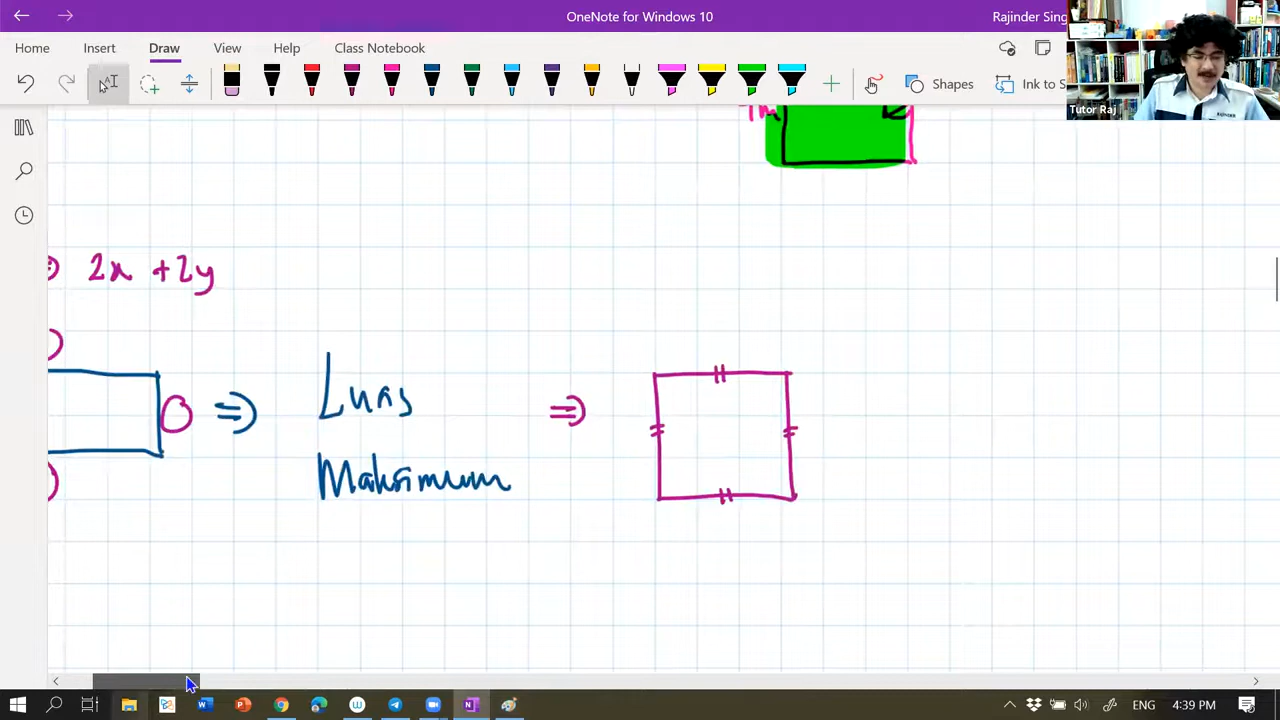 OneNote for Windows 10
Rajinder Sing
Home Insert Draw View Help Class Notebook
Shapes
Ink to S
Tutor Raj
1m
2x + 2y
⇒ Luas
Maksimum
⇒
ENG
4:39 PM